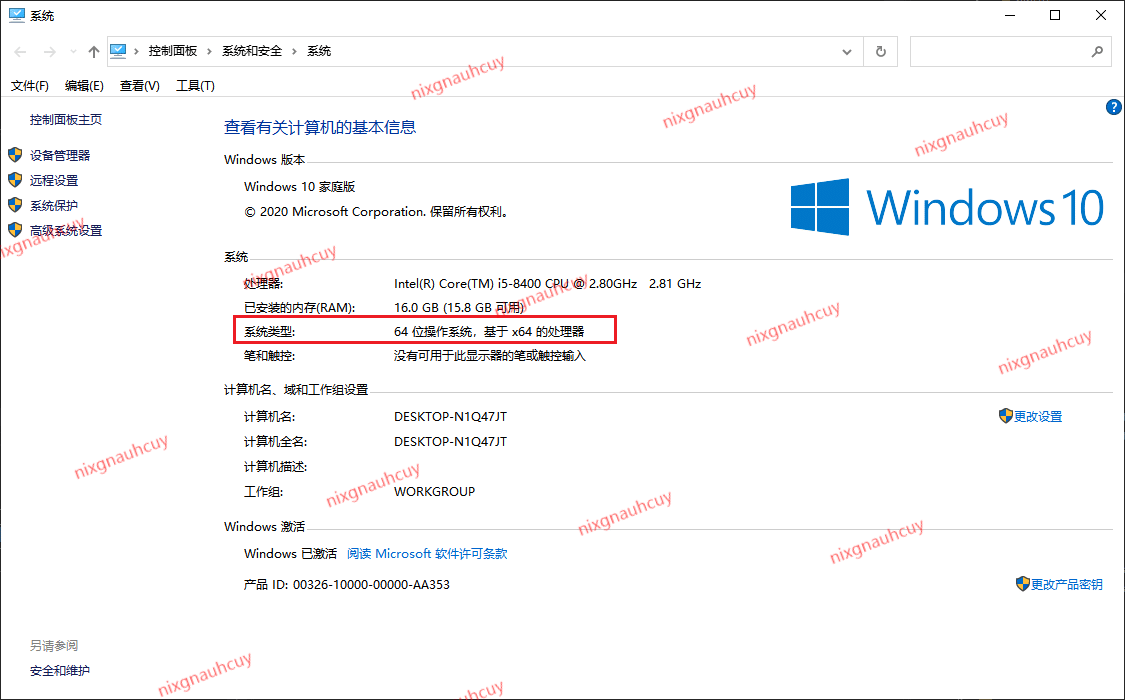 系统
控制面板 › 系统和安全 › 系统
文件(F) 编辑(E) 查看(V) 工具(T)
控制面板主页
设备管理器
远程设置
系统保护
高级系统设置
查看有关计算机的基本信息
Windows 版本
Windows 10 家庭版
© 2020 Microsoft Corporation. 保留所有权利。
Windows 10
系统
处理器: Intel(R) Core(TM) i5-8400 CPU @ 2.80GHz 2.81 GHz
已安装的内存(RAM): 16.0 GB (15.8 GB 可用)
系统类型: 64 位操作系统，基于 x64 的处理器
笔和触控: 没有可用于此显示器的笔或触控输入
计算机名、域和工作组设置
计算机名: DESKTOP-N1Q47JT
更改设置
计算机全名: DESKTOP-N1Q47JT
计算机描述:
工作组: WORKGROUP
Windows 激活
Windows 已激活 阅读 Microsoft 软件许可条款
产品 ID: 00326-10000-00000-AA353
更改产品密钥
另请参阅
安全和维护
nixgnauhcuy
nixgnauhcuy
nixgnauhcuy
nixgnauhcuy
nixgnauhcuy
nixgnauhcuy
nixgnauhcuy
nixgnauhcuy
nixgnauhcuy
nixgnauhcuy
nixgnauhcuy
nixgnauhcuy
nixgnauhcuy